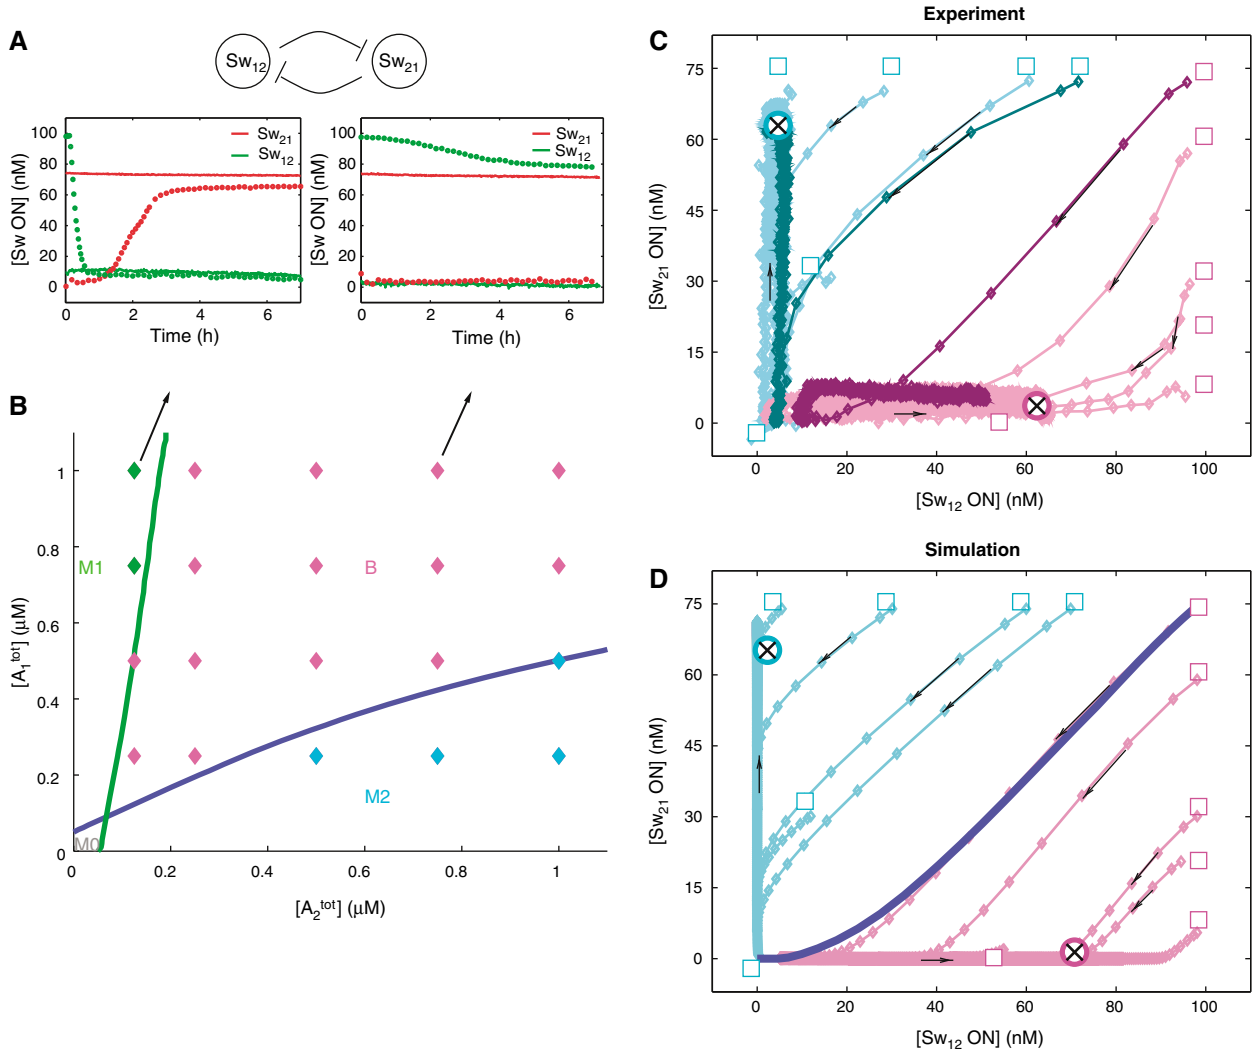 A
Sw12
Sw21
[Sw ON] (nM)
100
80
60
40
20
0
Sw21
Sw12
0
2
4
6
Time (h)
[Sw ON] (nM)
100
80
60
40
20
0
Sw21
Sw12
0
2
4
6
Time (h)
B
[A1tot] (μM)
1
0.8
0.6
0.4
0.2
0
M1
B
M2
M0
0
0.2
0.4
0.6
0.8
1
[A2tot] (μM)
Experiment
C
[Sw21 ON] (nM)
75
60
45
30
15
0
0
20
40
60
80
100
[Sw12 ON] (nM)
Simulation
D
[Sw21 ON] (nM)
75
60
45
30
15
0
0
20
40
60
80
100
[Sw12 ON] (nM)